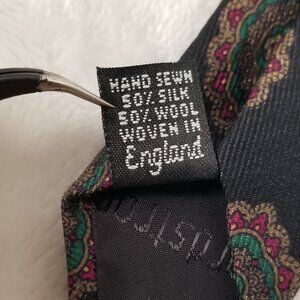 HAND SEWN
50% SILK
50% WOOL
WOVEN IN
England